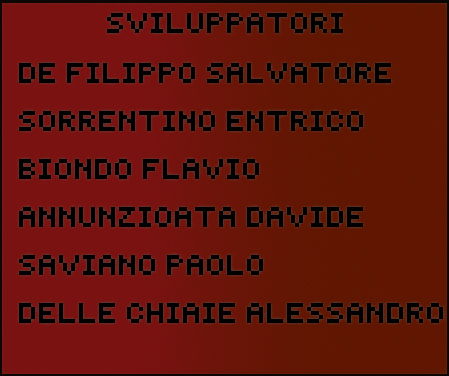 SVILUPPATORI
DE FILIPPO SALVATORE
SORRENTINO ENTRICO
BIONDO FLAVIO
ANNUNZIOATA DAVIDE
SAVIANO PAOLO
DELLE CHIAIE ALESSANDRO